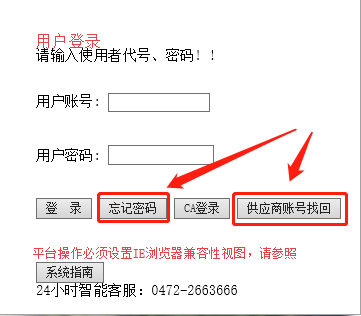 用户登录
请输入使用者代号、密码！！
用户账号：
用户密码：
登 录 忘记密码 CA登录 供应商账号找回
平台操作必须设置IE浏览器兼容性视图，请参照
系统指南
24小时智能客服：0472-2663666